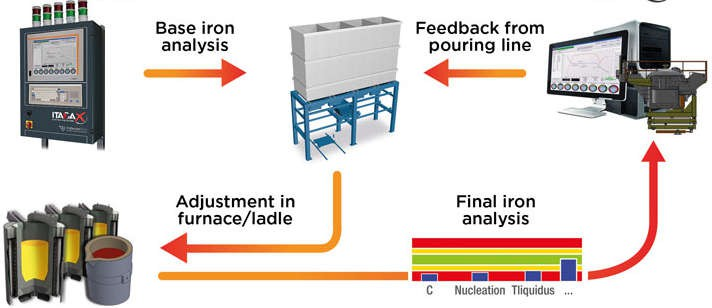 Base iron
analysis
Feedback from
pouring line
ITACA X
Adjustment in
furnace/ladle
Final iron
analysis
C Nucleation Tliquidus ...